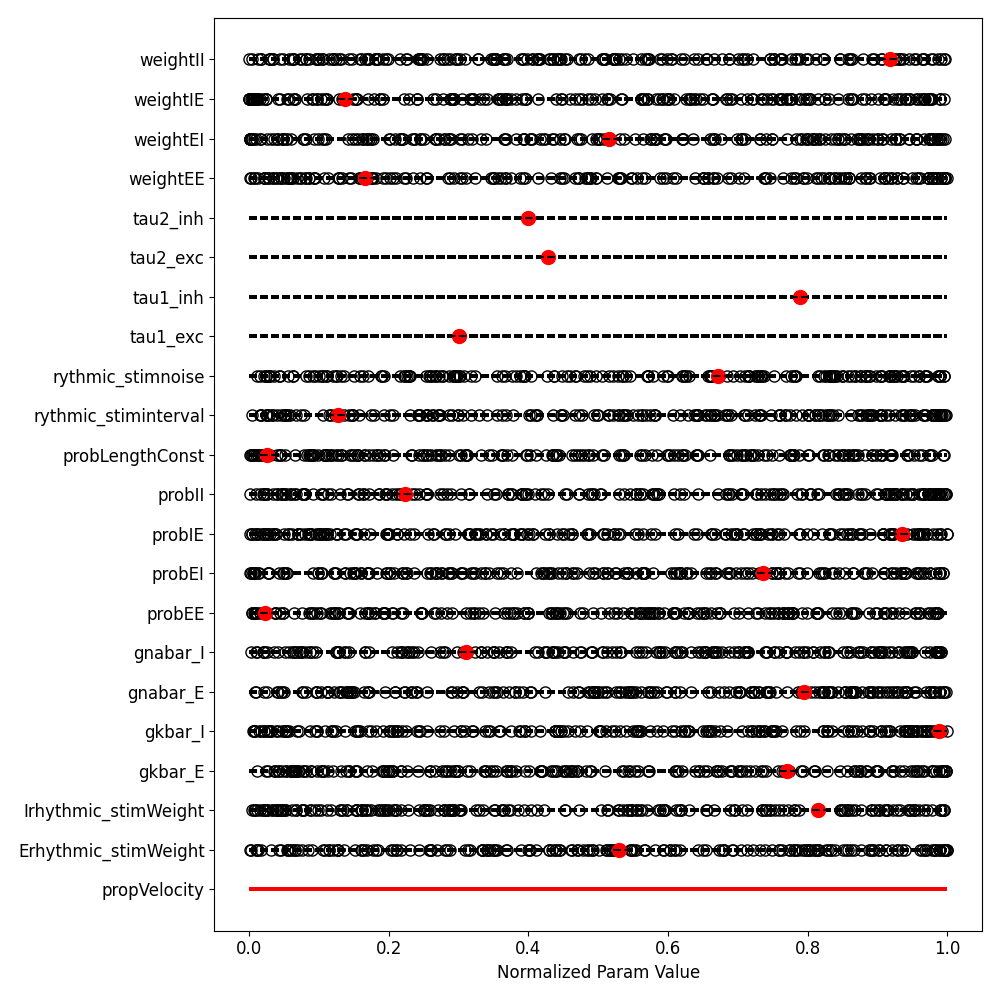 weightII
weightIE
weightEI
weightEE
tau2_inh
tau2_exc
tau1_inh
tau1_exc
rythmic_stimnoise
rythmic_stiminterval
probLengthConst
probII
probIE
probEI
probEE
gnabar_I
gnabar_E
gkbar_I
gkbar_E
Irhythmic_stimWeight
Erhythmic_stimWeight
propVelocity
0.0 0.2 0.4 0.6 0.8 1.0
Normalized Param Value